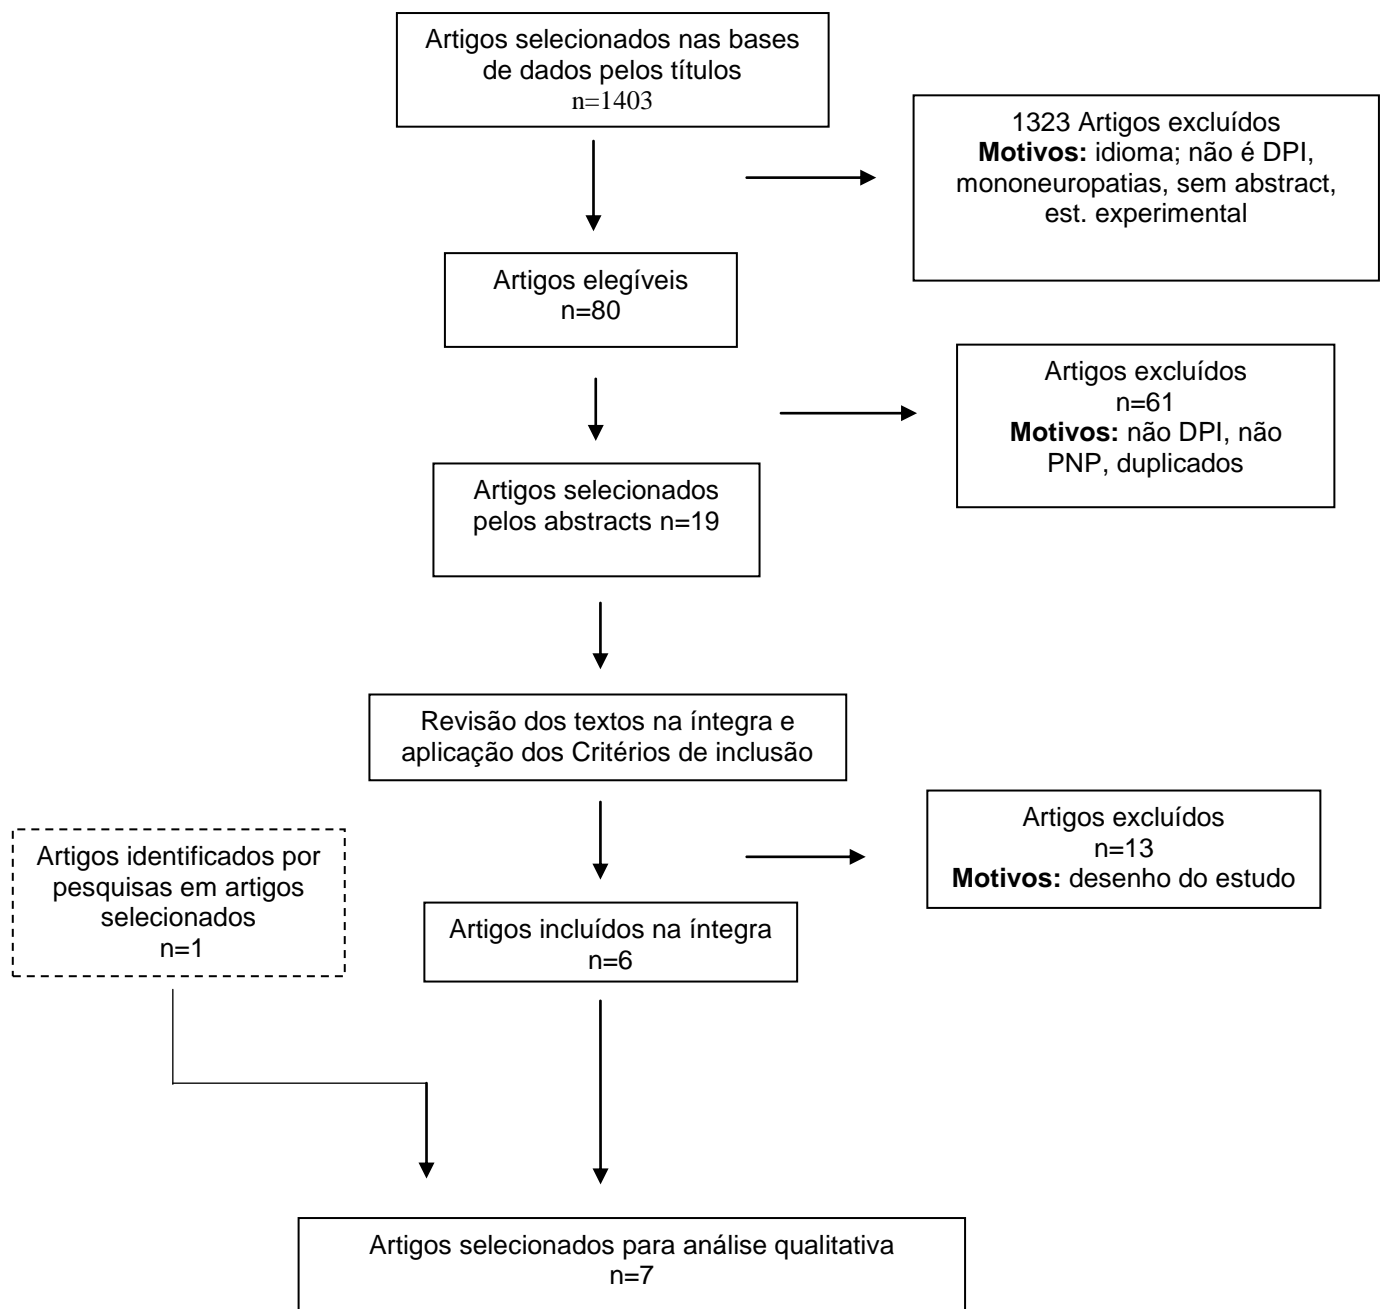 Artigos selecionados nas bases
de dados pelos títulos
n=1403
1323 Artigos excluídos
Motivos: idioma; não é DPI,
mononeuropatias, sem abstract,
est. experimental
Artigos elegíveis
n=80
Artigos excluídos
n=61
Motivos: não DPI, não
PNP, duplicados
Artigos selecionados
pelos abstracts n=19
Revisão dos textos na íntegra e
aplicação dos Critérios de inclusão
Artigos excluídos
n=13
Motivos: desenho do estudo
Artigos identificados por
pesquisas em artigos
selecionados
n=1
Artigos incluídos na íntegra
n=6
Artigos selecionados para análise qualitativa
n=7